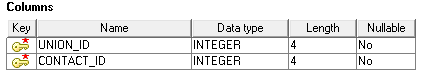 Columns
Key Name Data type Length Nullable
UNION_ID INTEGER 4 No
CONTACT_ID INTEGER 4 No